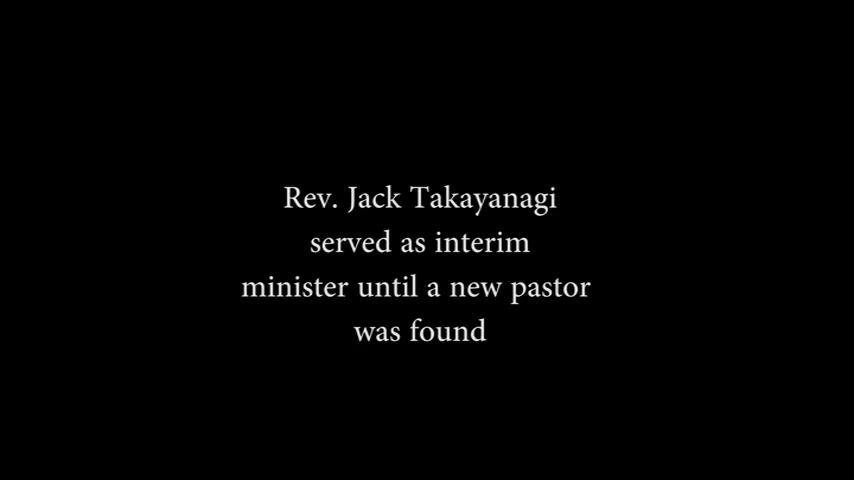 Rev. Jack Takayanagi
served as interim
minister until a new pastor
was found